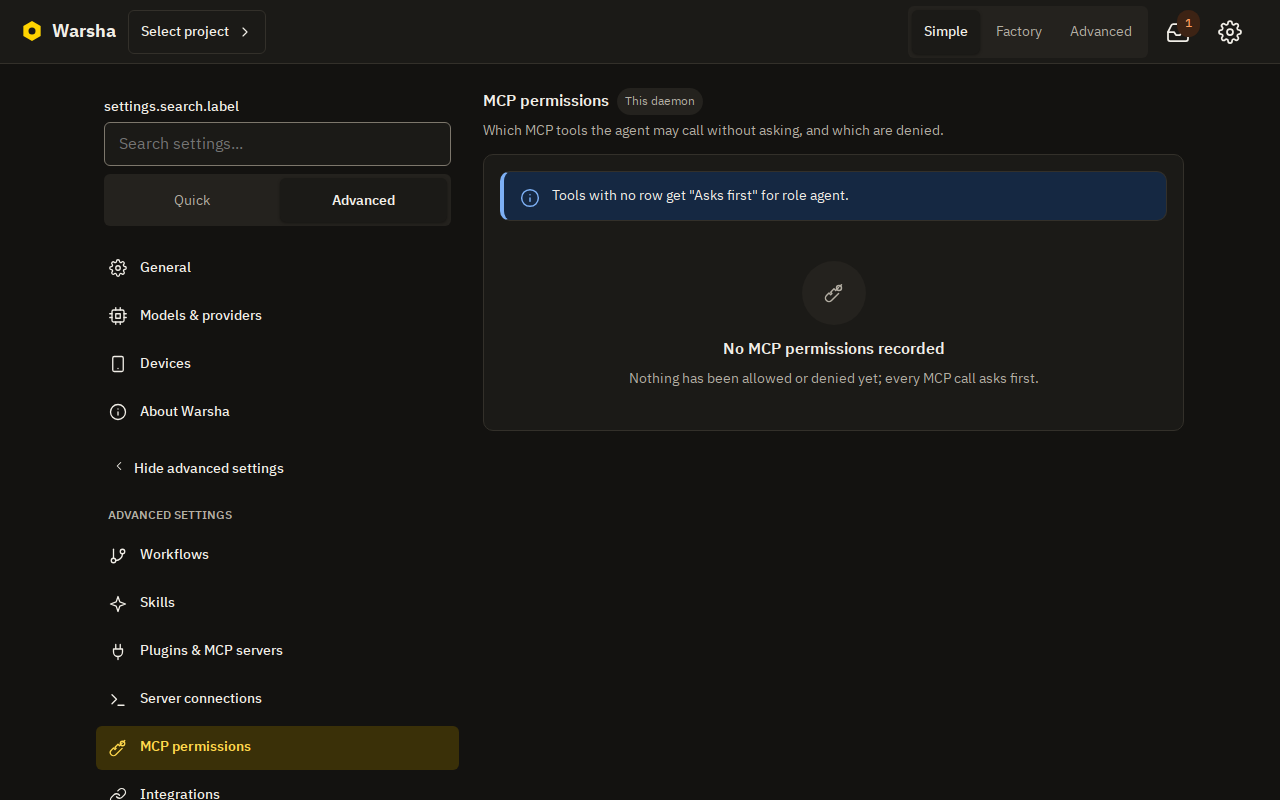 Warsha
Select project
Simple
Factory
Advanced
1
settings.search.label
Search settings...
Quick
Advanced
General
Models & providers
Devices
About Warsha
Hide advanced settings
ADVANCED SETTINGS
Workflows
Skills
Plugins & MCP servers
Server connections
MCP permissions
Integrations
MCP permissions
This daemon
Which MCP tools the agent may call without asking, and which are denied.
Tools with no row get "Asks first" for role agent.
No MCP permissions recorded
Nothing has been allowed or denied yet; every MCP call asks first.